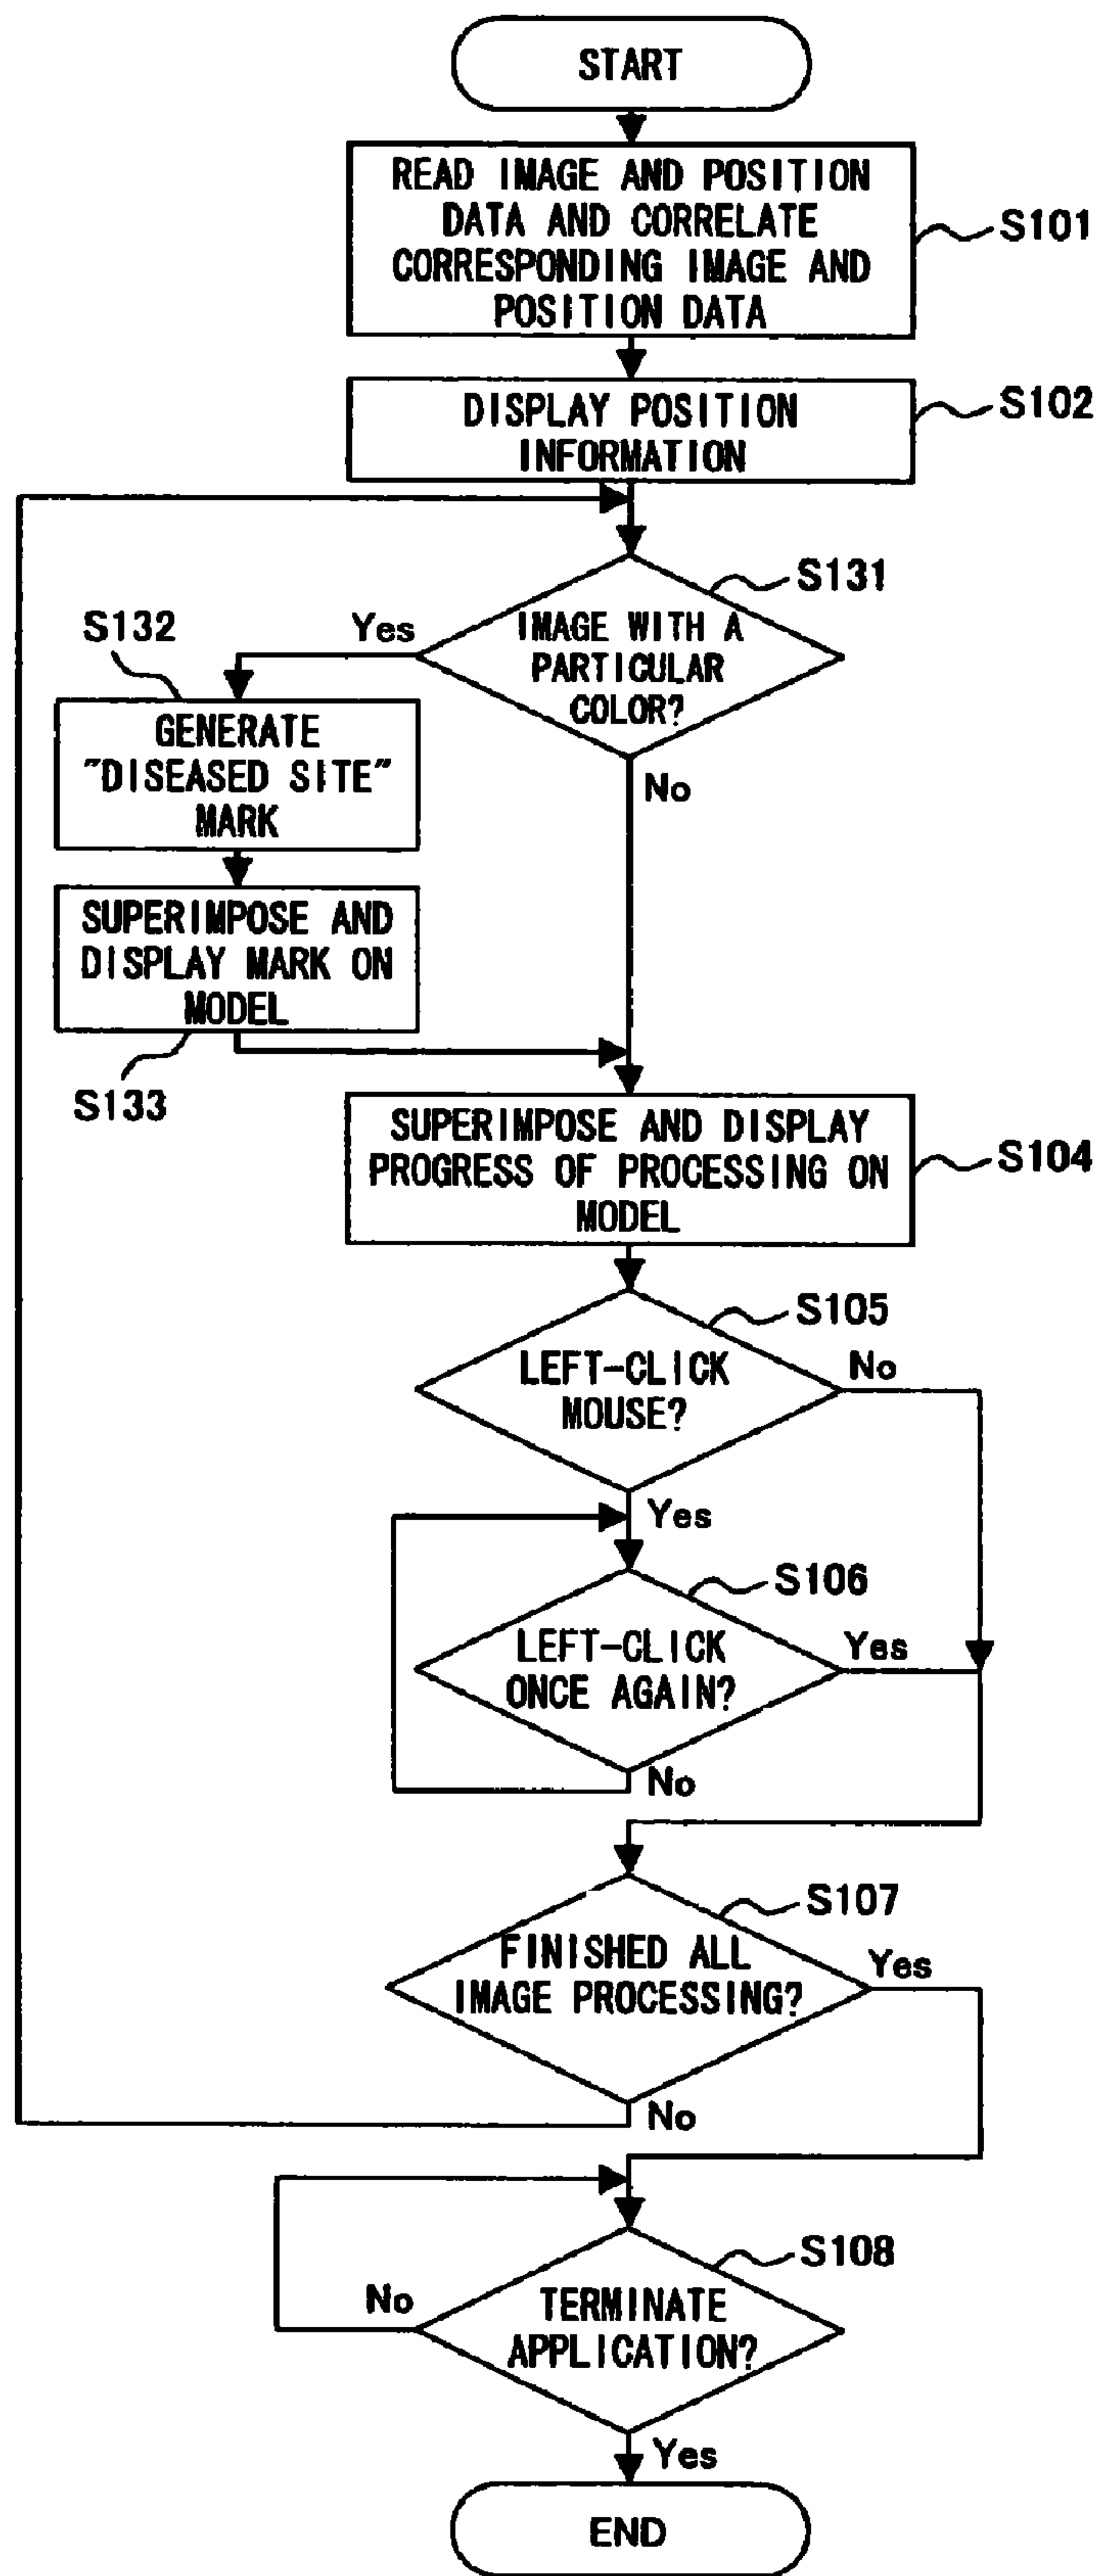 START
READ IMAGE AND POSITION
DATA AND CORRELATE
CORRESPONDING IMAGE AND
POSITION DATA
S101
DISPLAY POSITION
INFORMATION
S102
S131
IMAGE WITH A
PARTICULAR
COLOR?
Yes
No
S132
GENERATE
"DISEASED SITE"
MARK
SUPERIMPOSE AND
DISPLAY MARK ON
MODEL
S133
SUPERIMPOSE AND DISPLAY
PROGRESS OF PROCESSING ON
MODEL
S104
S105
LEFT-CLICK
MOUSE?
No
Yes
S106
LEFT-CLICK
ONCE AGAIN?
Yes
No
S107
FINISHED ALL
IMAGE PROCESSING?
Yes
No
S108
TERMINATE
APPLICATION?
No
Yes
END